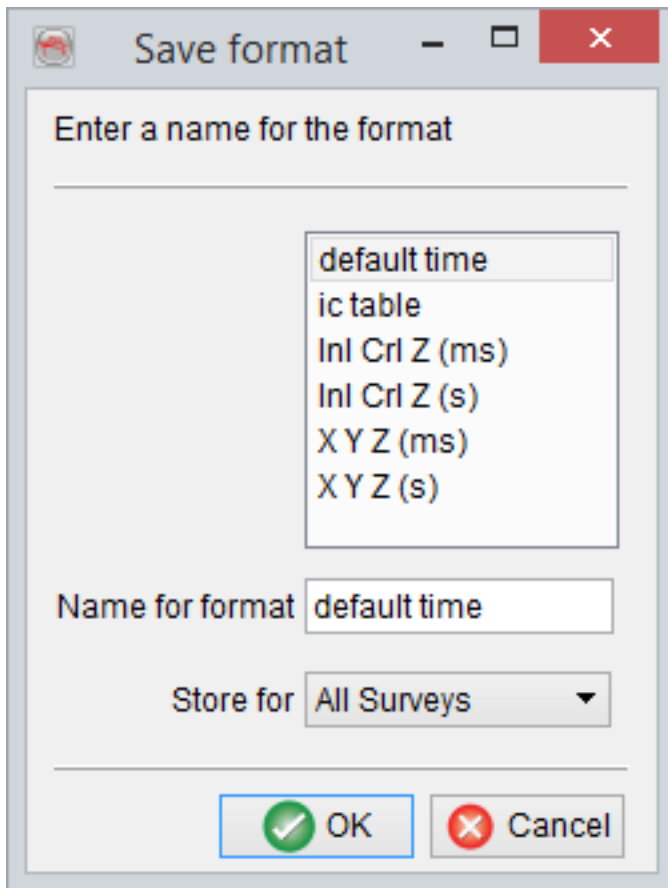 Save format
Enter a name for the format
default time
ic table
Inl Crl Z (ms)
Inl Crl Z (s)
X Y Z (ms)
X Y Z (s)
Name for format default time
Store for All Surveys
OK Cancel